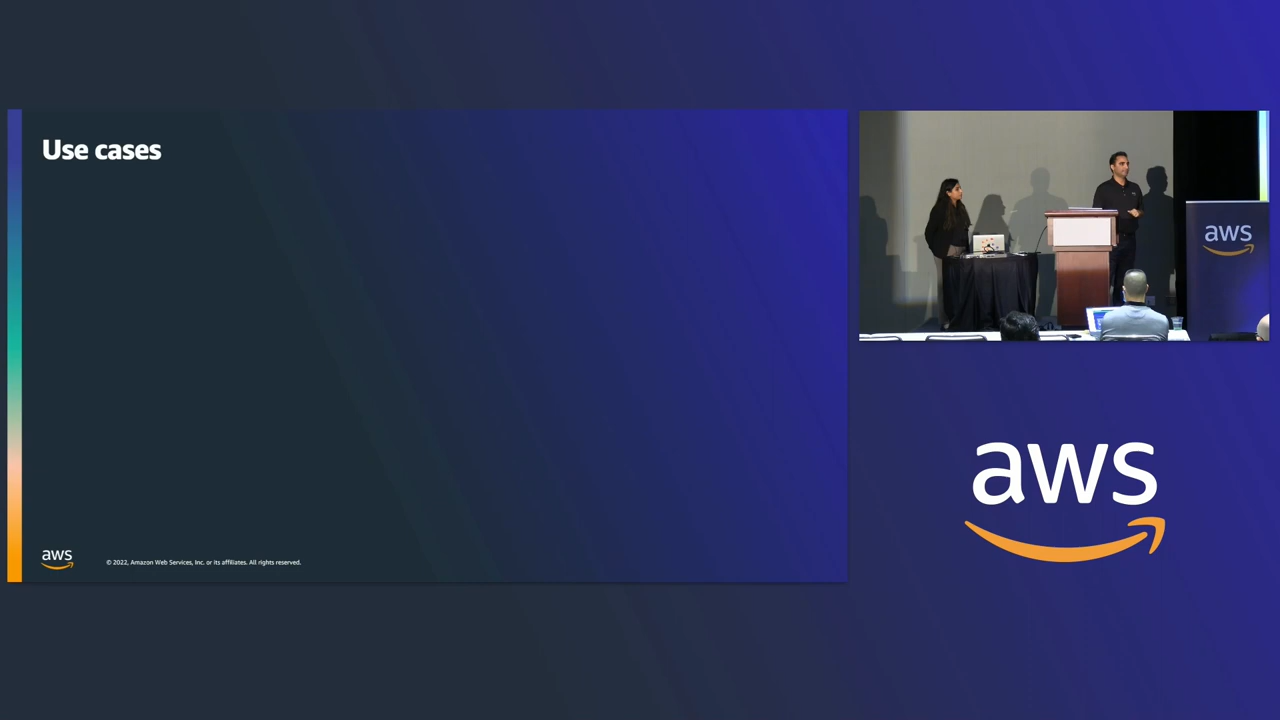 Use cases
aws
© 2022, Amazon Web Services, Inc. or its affiliates. All rights reserved.
aws
aws